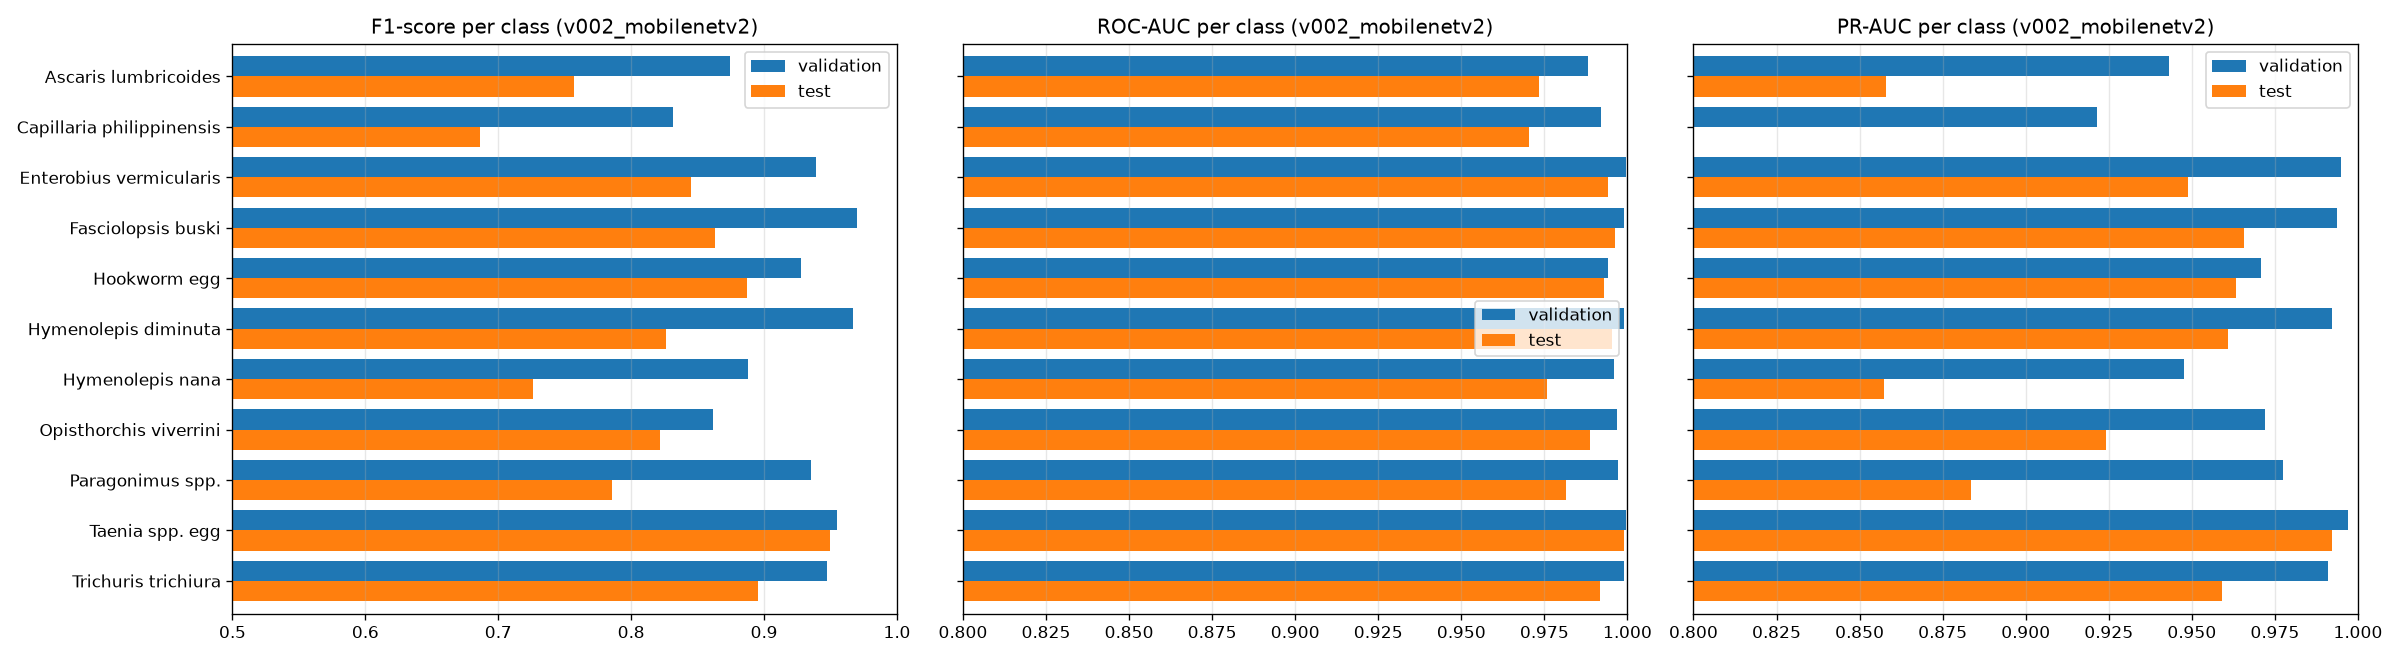 F1-score per class (v002_mobilenetv2)
Ascaris lumbricoides
Capillaria philippinensis
Enterobius vermicularis
Fasciolopsis buski
Hookworm egg
Hymenolepis diminuta
Hymenolepis nana
Opisthorchis viverrini
Paragonimus spp.
Taenia spp. egg
Trichuris trichiura
validation
test
0.5 0.6 0.7 0.8 0.9 1.0
ROC-AUC per class (v002_mobilenetv2)
validation
test
0.800 0.825 0.850 0.875 0.900 0.925 0.950 0.975 1.000
PR-AUC per class (v002_mobilenetv2)
validation
test
0.800 0.825 0.850 0.875 0.900 0.925 0.950 0.975 1.000